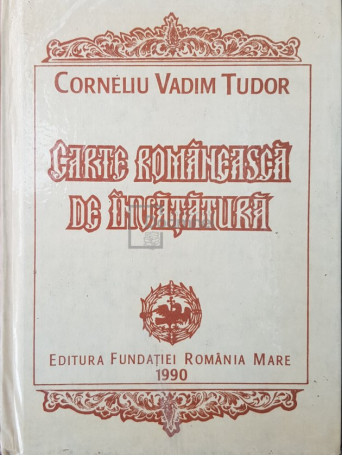 CORNELIU VADIM TUDOR
CARTE ROMÂNEASCĂ
DE ÎNVĂȚĂTURĂ
EDITURA FUNDAȚIEI ROMÂNIA MARE
1990